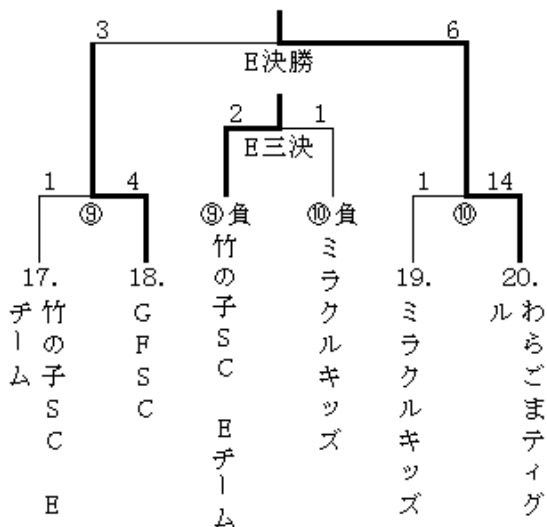 3
6
E決勝
2
1
E三決
1
4
⑨
⑨負
⑩負
1
14
⑩
17.
竹の子SC E
チーム
18.
GFSC
竹の子SC Eチーム
ミラクルキッズ
19.
ミラクルキッズ
20.
わらごまティグ
ル